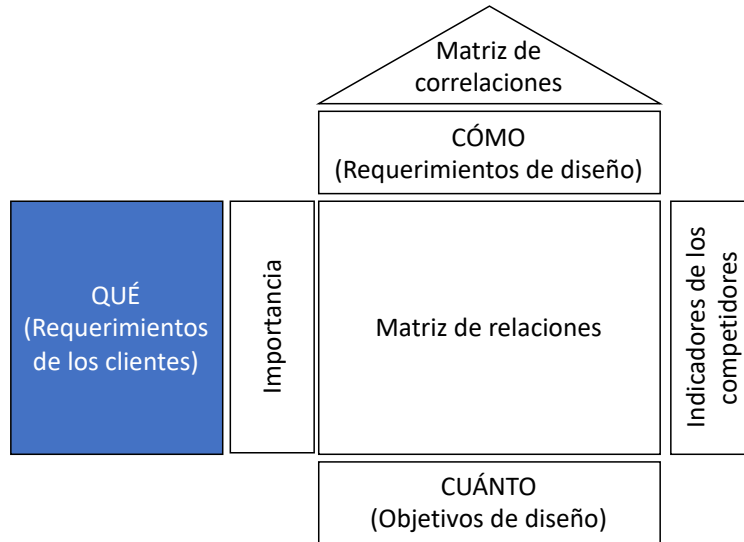 Matriz de
correlaciones
CÓMO
(Requerimientos de diseño)
QUÉ
(Requerimientos
de los clientes)
Importancia
Matriz de relaciones
Indicadores de los
competidores
CUÁNTO
(Objetivos de diseño)